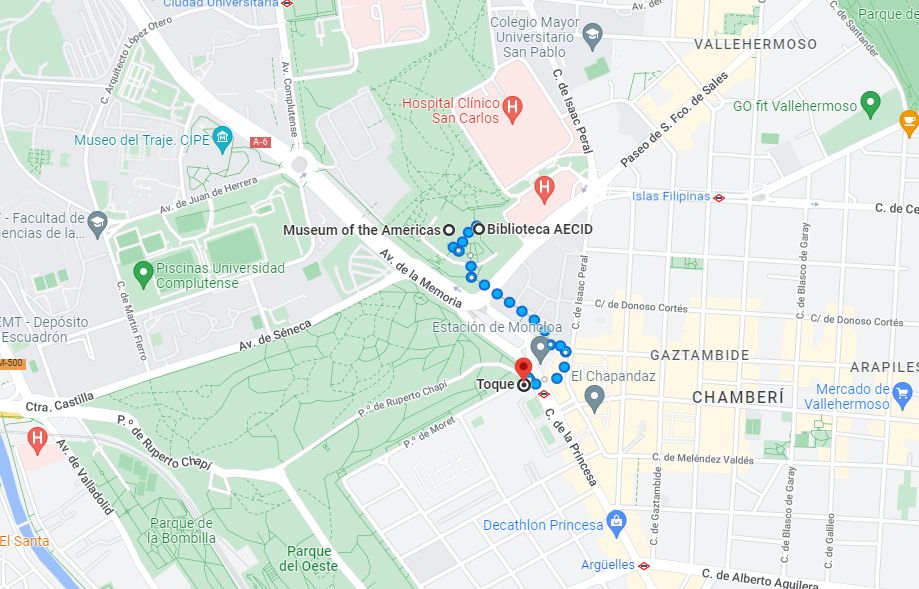 Ciudad Universitaria
Parque de
Colegio Mayor
Universitario
San Pablo
VALLEHERMOSO
C. de Santander
C. Arquitecto López Otero
Av. Complutense
C. de Isaac Peral
Paseo de S. Fco. de Sales
Hospital Clínico
San Carlos
H
GO fit Vallehermoso
Museo del Traje. CIPE
A-6
H
Av. de Juan de Herrera
Islas Filipinas
C. de Ce
- Facultad de
iencias de la...
Museum of the Americas
Biblioteca AECID
C. de Blasco de Garay
Piscinas Universidad
Complutense
Av. de la Memoria
C. de Isaac Peral
C. de Martín Fierro
C/ de Donoso Cortés
C/ de Donoso Cortés
EMT - Depósito
Escuadrón
Av. de Séneca
Estación de Moncloa
GAZTAMBIDE
M-500
ARAPILES
El Chapandaz
Toque
P.º de Ruperto Chapí
Mercado de
Vallehermoso
CHAMBERÍ
Ctra. Castilla
P.º de Ruperto Chapí
P.º de Moret
C. de la Princesa
H
Av. de Valladolid
C. de Meléndez Valdés
C. de Gaztambide
C. de Blasco de Garay
C. de Galileo
Parque de
la Bombilla
Decathlon Princesa
El Santa
Parque
del Oeste
Argüelles
C. de Alberto Aguilera